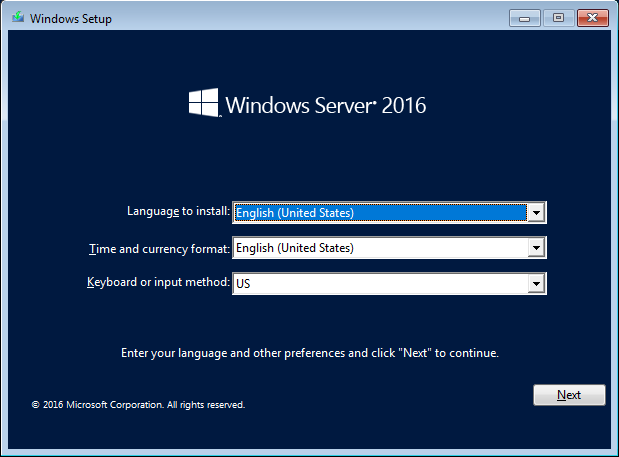 Windows Setup
Windows Server® 2016
Language to install: English (United States)
Time and currency format: English (United States)
Keyboard or input method: US
Enter your language and other preferences and click "Next" to continue.
Next
© 2016 Microsoft Corporation. All rights reserved.